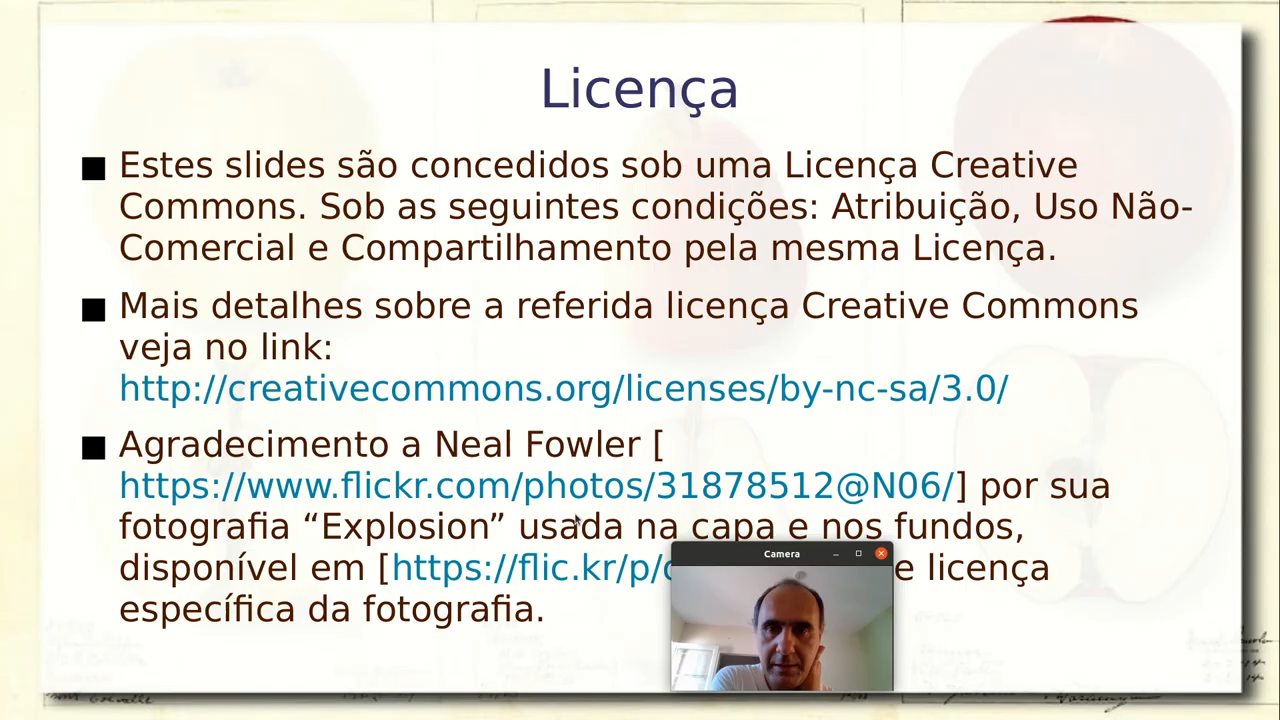 Licença
Estes slides são concedidos sob uma Licença Creative
Commons. Sob as seguintes condições: Atribuição, Uso Não-
Comercial e Compartilhamento pela mesma Licença.
Mais detalhes sobre a referida licença Creative Commons
veja no link:
http://creativecommons.org/licenses/by-nc-sa/3.0/
Agradecimento a Neal Fowler [
https://www.flickr.com/photos/31878512@N06/] por sua
fotografia “Explosion” usada na capa e nos fundos,
disponível em [https://flic.kr/p/ e licença
específica da fotografia.
Camera